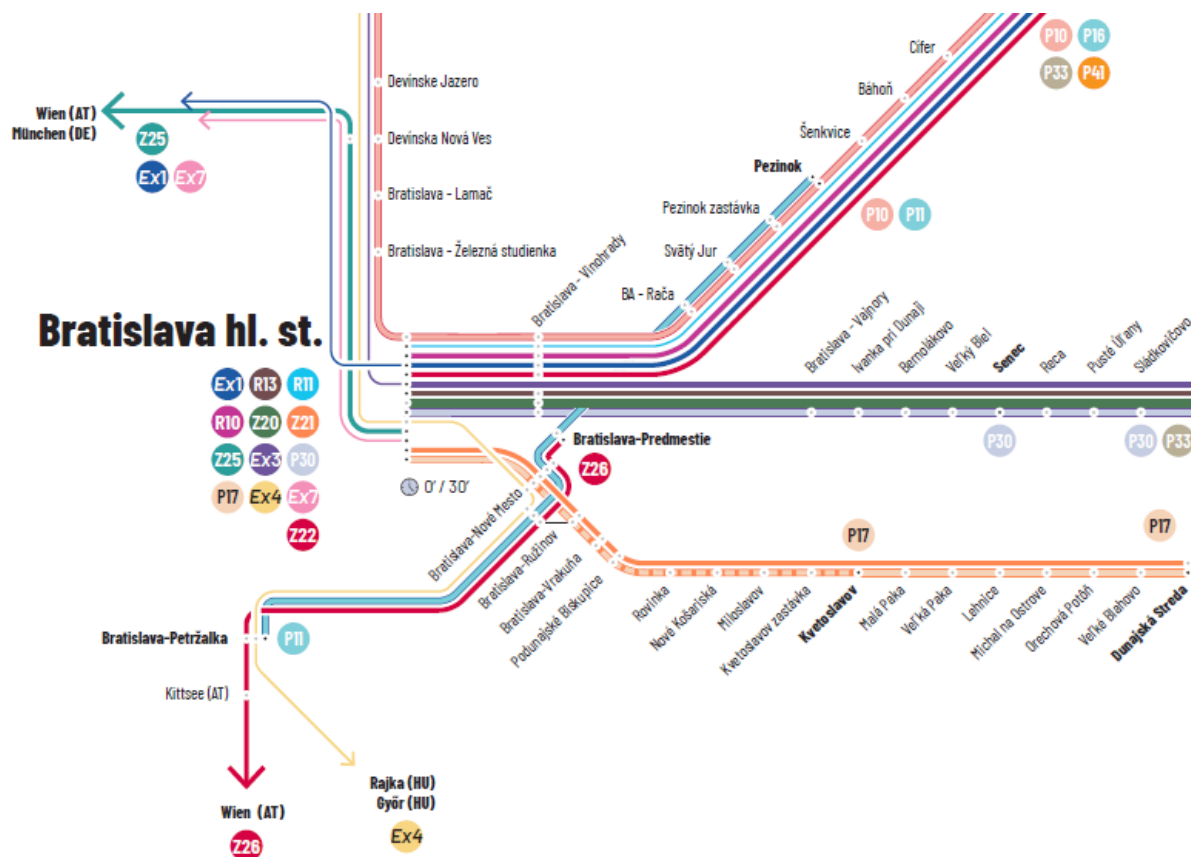 Cífer
P10
P16
P33
P41
Báhoň
Šenkvice
Pezinok
P10
P11
Pezinok zastávka
Svätý Jur
BA - Rača
Devínske Jazero
Devínska Nová Ves
Bratislava - Lamač
Bratislava - Železná studienka
Wien (AT)
München (DE)
Z25
Ex1
Ex7
Bratislava - Vinohrady
Bratislava hl. st.
Ex1
R13
R11
R10
Z20
Z21
Z25
Ex3
P30
P17
Ex4
Ex7
Z22
0' / 30'
Bratislava - Vajnory
Ivanka pri Dunaji
Bernolákovo
Veľký Biel
Senec
Reca
Pusté Úľany
Sládkovičovo
P30
P30
P33
Bratislava-Predmestie
Z26
Bratislava-Nové Mesto
Bratislava-Ružinov
Bratislava-Vrakuňa
Podunajské Biskupice
Rovinka
Nové Košariská
Miloslavov
Kvetoslavov zastávka
Kvetoslavov
Malá Paka
Veľká Paka
Lehnice
Michal na Ostrove
Orechová Potôň
Veľké Blahovo
Dunajská Streda
P17
P17
Bratislava-Petržalka
P11
Kittsee (AT)
Wien (AT)
Z26
Rajka (HU)
Győr (HU)
Ex4